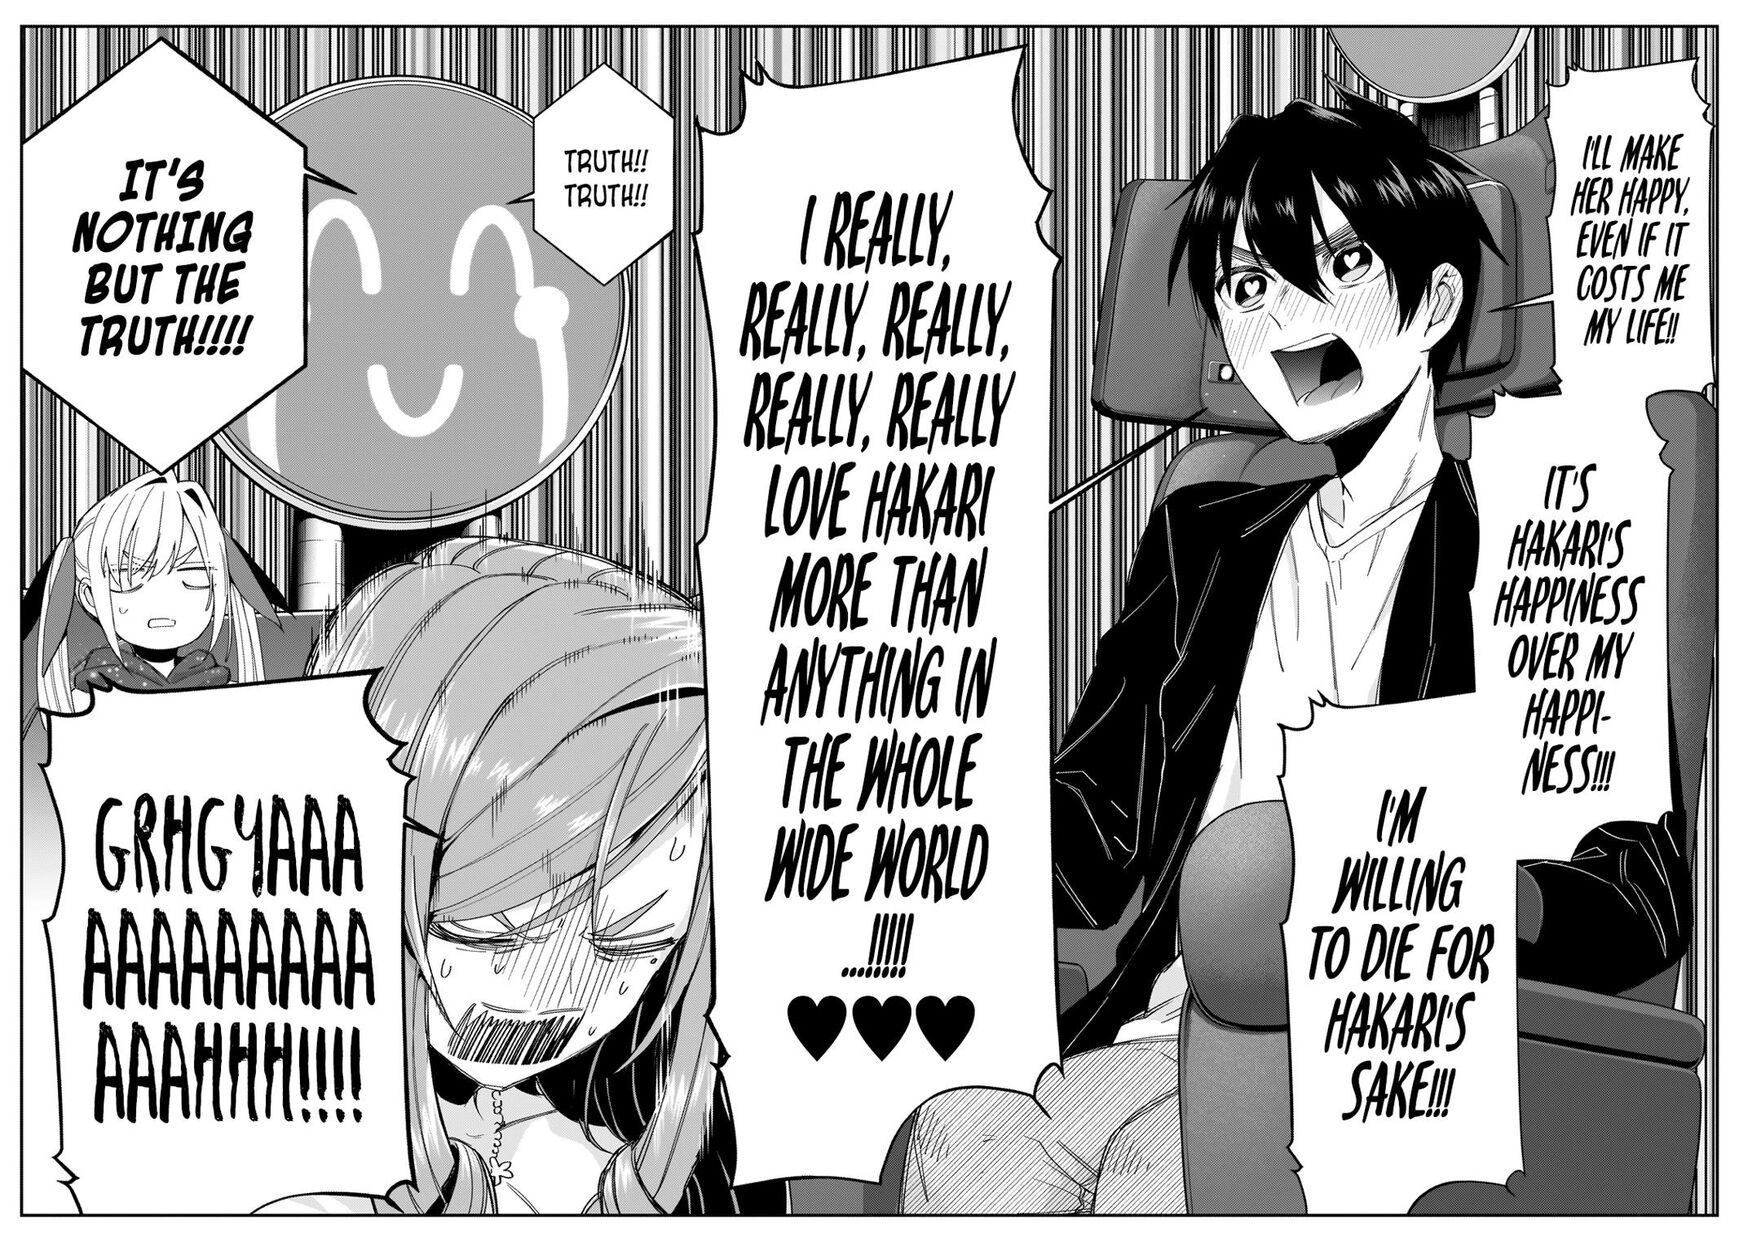 I'LL MAKE
HER HAPPY,
EVEN IF IT
COSTS ME
MY LIFE!!
IT'S
HAKARI'S
HAPPINESS
OVER MY
HAPPI-
NESS!!!
I'M
WILLING
TO DIE FOR
HAKARI'S
SAKE!!!
I REALLY,
REALLY, REALLY,
REALLY, REALLY
LOVE HAKARI
MORE THAN
ANYTHING IN
THE WHOLE
WIDE WORLD
...!!!!!
♥♥♥
TRUTH!!
TRUTH!!
IT'S
NOTHING
BUT THE
TRUTH!!!!
GRHGYAAA
AAAAAAAAA
AAAHHH!!!!